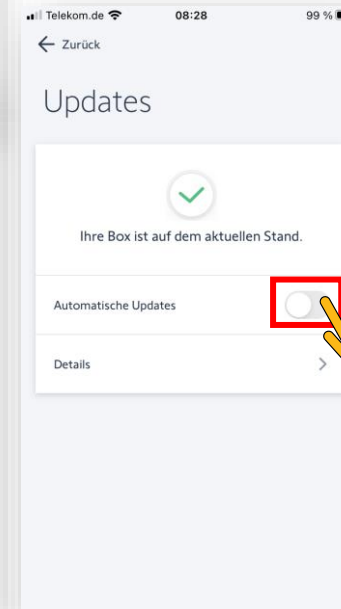 Telekom.de 08:28 99 %
Zurück
Updates
Ihre Box ist auf dem aktuellen Stand.
Automatische Updates
Details